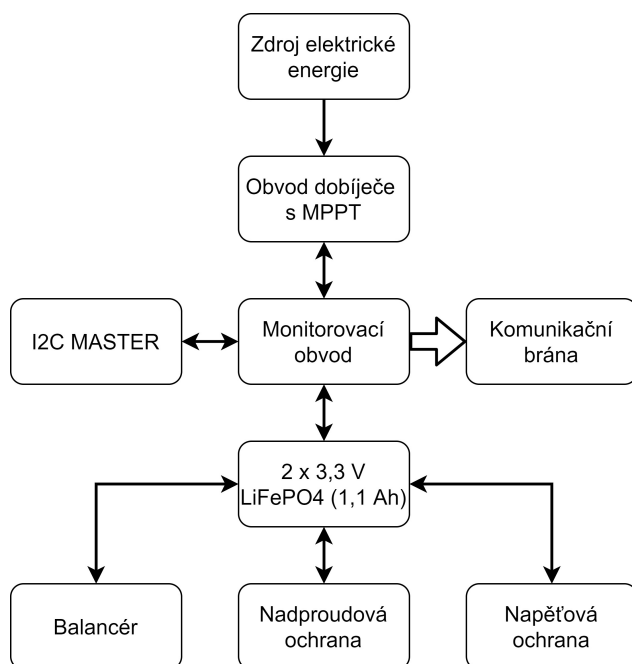 Zdroj elektrické
energie
Obvod dobíječe
s MPPT
I2C MASTER
Monitorovací
obvod
Komunikační
brána
2 x 3,3 V
LiFePO4 (1,1 Ah)
Balancér
Nadproudová
ochrana
Napěťová
ochrana